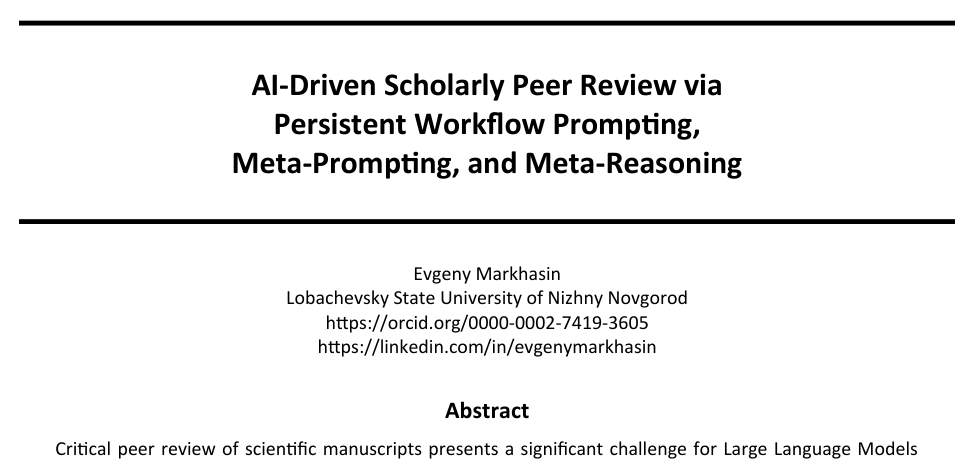 AI-Driven Scholarly Peer Review via
Persistent Workflow Prompting,
Meta-Prompting, and Meta-Reasoning
Evgeny Markhasin
Lobachevsky State University of Nizhny Novgorod
https://orcid.org/0000-0002-7419-3605
https://linkedin.com/in/evgenymarkhasin
Abstract
Critical peer review of scientific manuscripts presents a significant challenge for Large Language Models